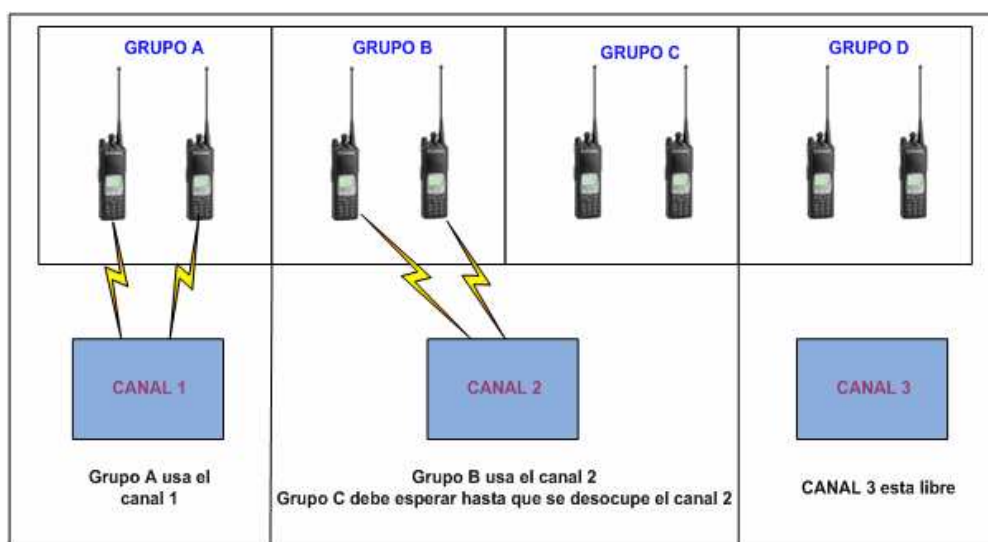 GRUPO A
GRUPO B
GRUPO C
GRUPO D
CANAL 1
CANAL 2
CANAL 3
Grupo A usa el
canal 1
Grupo B usa el canal 2
Grupo C debe esperar hasta que se desocupe el canal 2
CANAL 3 esta libre